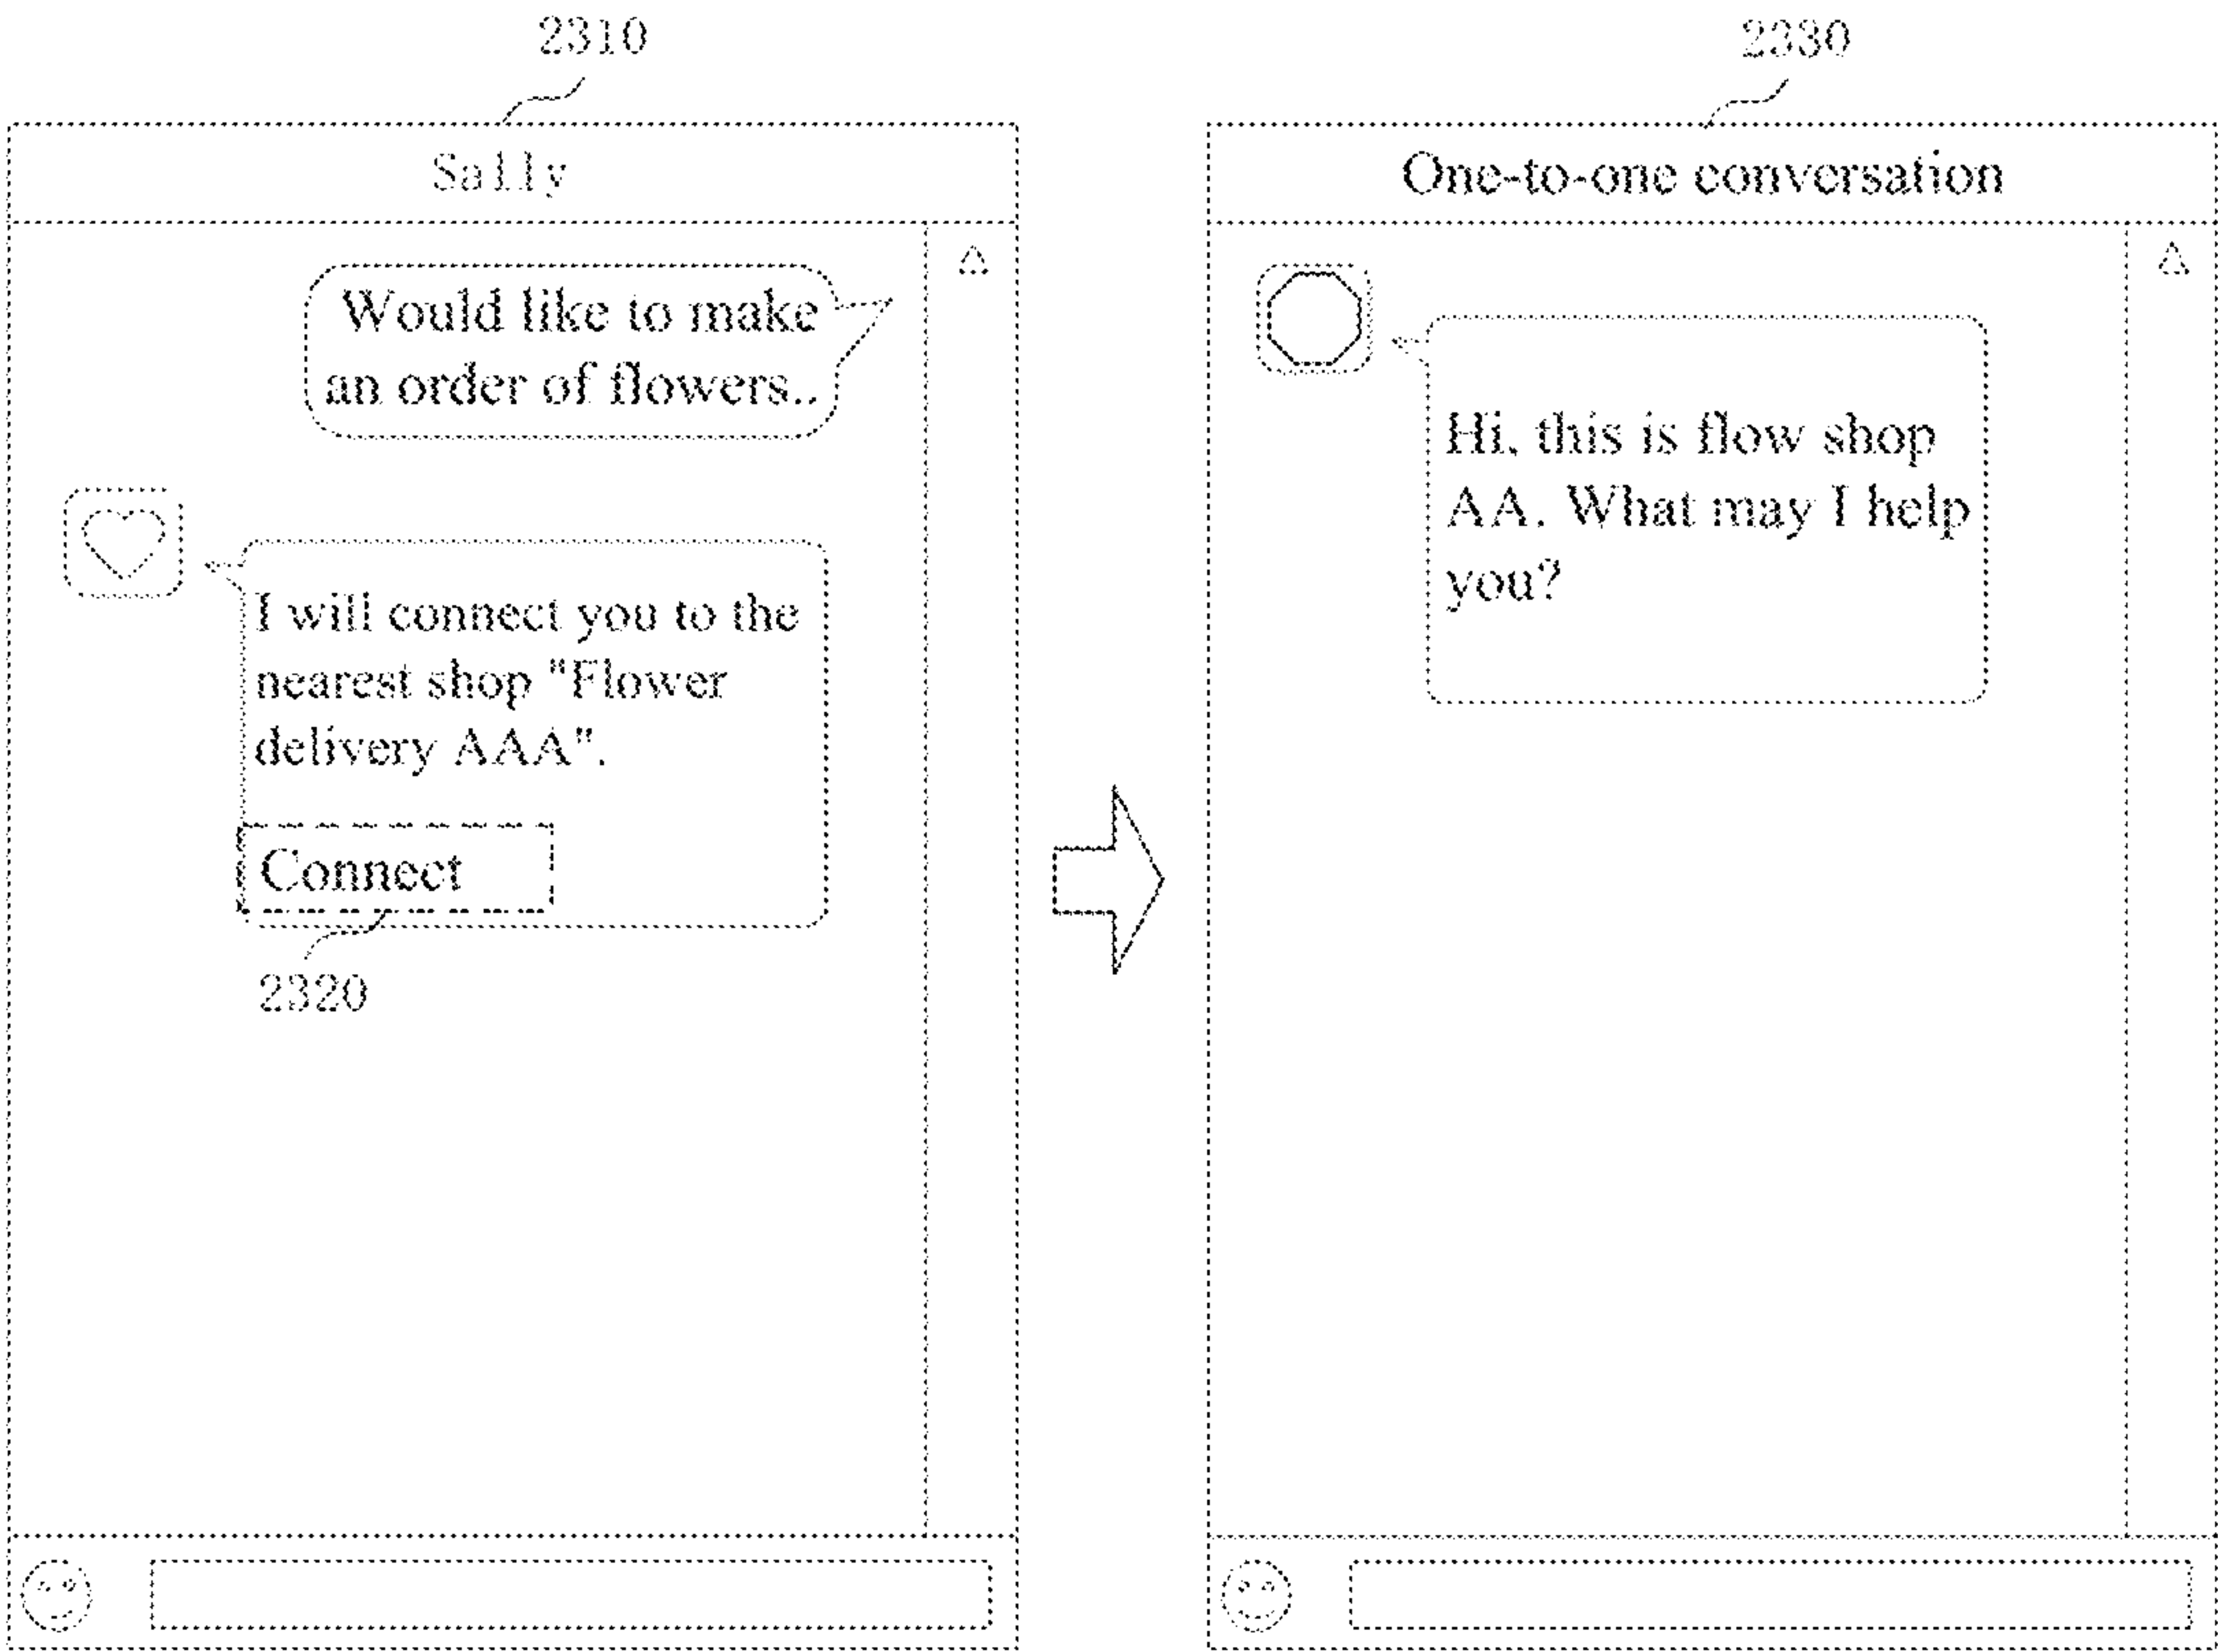 2310
Sally
Would like to make
an order of flowers..
I will connect you to the
nearest shop "Flower
delivery AAA".
Connect
2320
2330
One-to-one conversation
Hi, this is flow shop
AA. What may I help
you?